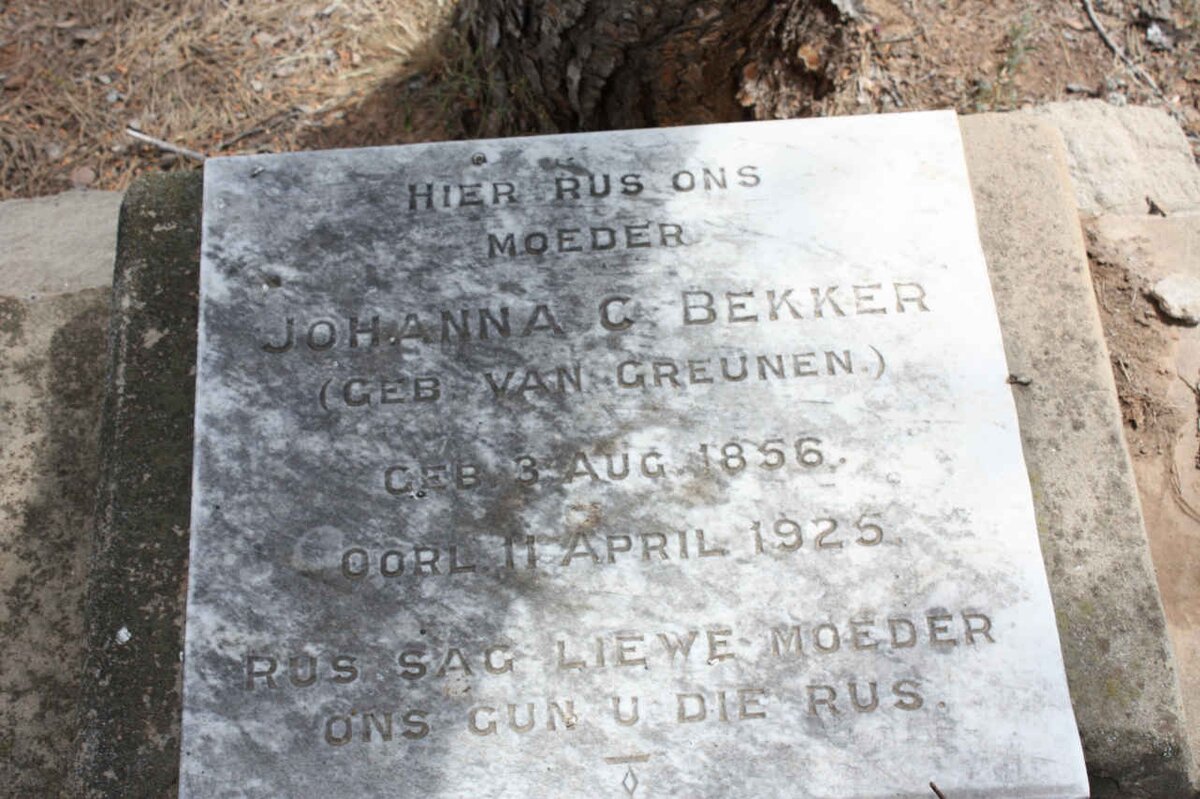 HIER RUS ONS
MOEDER
JOHANNA C. BEKKER
(GEB. VAN GREUNEN.)
GEB. 3 AUG. 1856.
OORL 11 APRIL 1925.
RUS SAG LIEWE MOEDER
ONS GUN U DIE RUS.